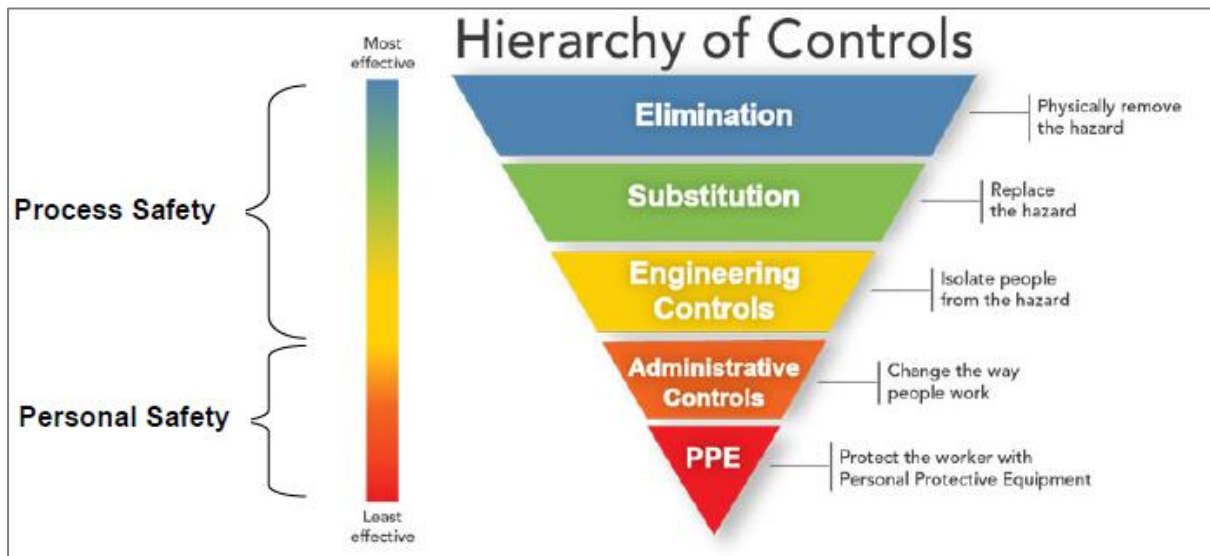 Hierarchy of Controls
Most
effective
Elimination
Physically remove
the hazard
Substitution
Replace
the hazard
Process Safety
Engineering
Controls
Isolate people
from the hazard
Administrative
Controls
Change the way
people work
Personal Safety
PPE
Protect the worker with
Personal Protective Equipment
Least
effective